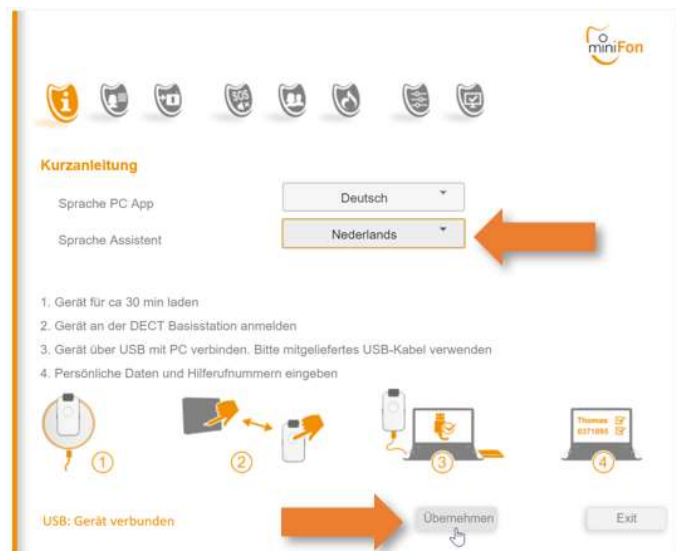 miniFon
i
SOS
Kurzanleitung
Sprache PC App
Deutsch
Sprache Assistent
Nederlands
1. Gerät für ca 30 min laden
2. Gerät an der DECT Basisstation anmelden
3. Gerät über USB mit PC verbinden. Bitte mitgeliefertes USB-Kabel verwenden
4. Persönliche Daten und Hilferufnummern eingeben
Thomas
0371895
1
2
3
4
USB: Gerät verbunden
Übernehmen
Exit